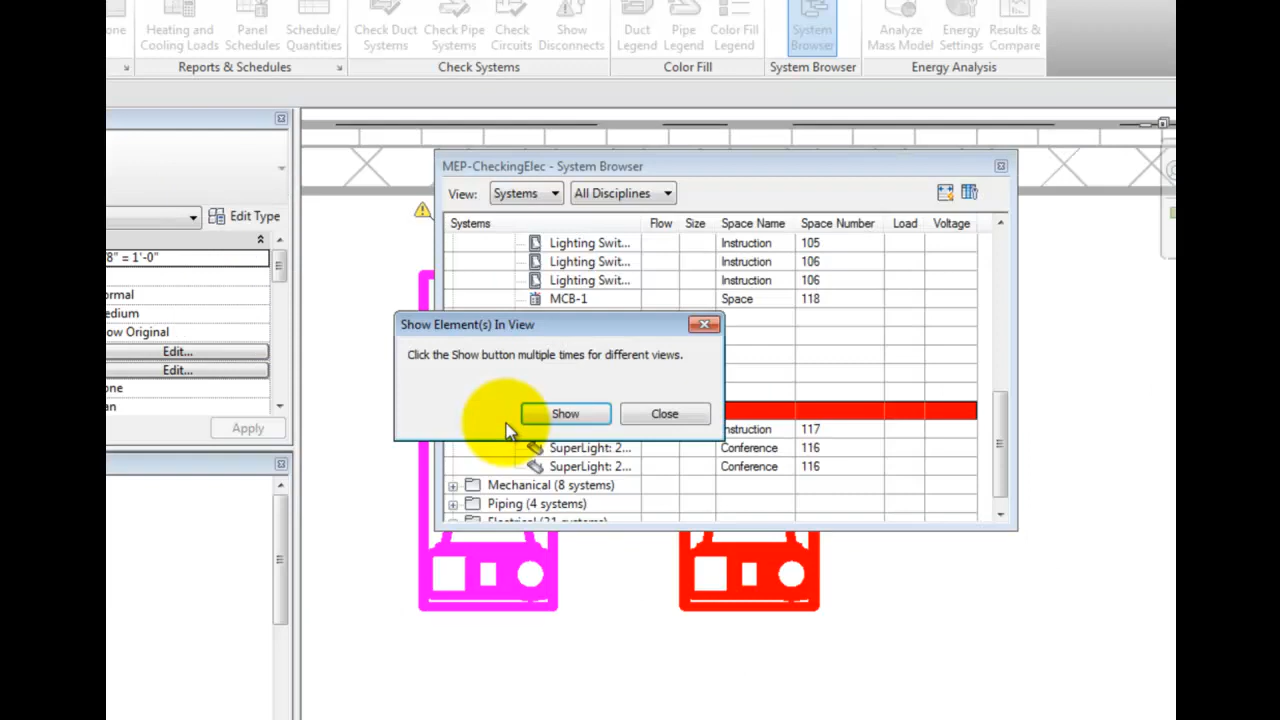 one
Heating and Cooling Loads
Panel Schedules
Schedule/ Quantities
Check Duct Systems
Check Pipe Systems
Check Circuits
Show Disconnects
Duct Legend
Pipe Legend
Color Fill Legend
System Browser
Analyze Mass Model
Energy Settings
Results & Compare
Reports & Schedules
Check Systems
Color Fill
System Browser
Energy Analysis
Edit Type
/8" = 1'-0"
ormal
edium
ow Original
Edit...
Edit...
one
an
Apply
MEP-CheckingElec - System Browser
View: Systems All Disciplines
Systems Flow Size Space Name Space Number Load Voltage
Lighting Swit... Instruction 105
Lighting Swit... Instruction 106
Lighting Swit... Instruction 106
MCB-1 Space 118
Show Element(s) In View
Click the Show button multiple times for different views.
Show Close
nstruction 117
SuperLight: 2... Conference 116
SuperLight: 2... Conference 116
Mechanical (8 systems)
Piping (4 systems)
Electrical (21 systems)